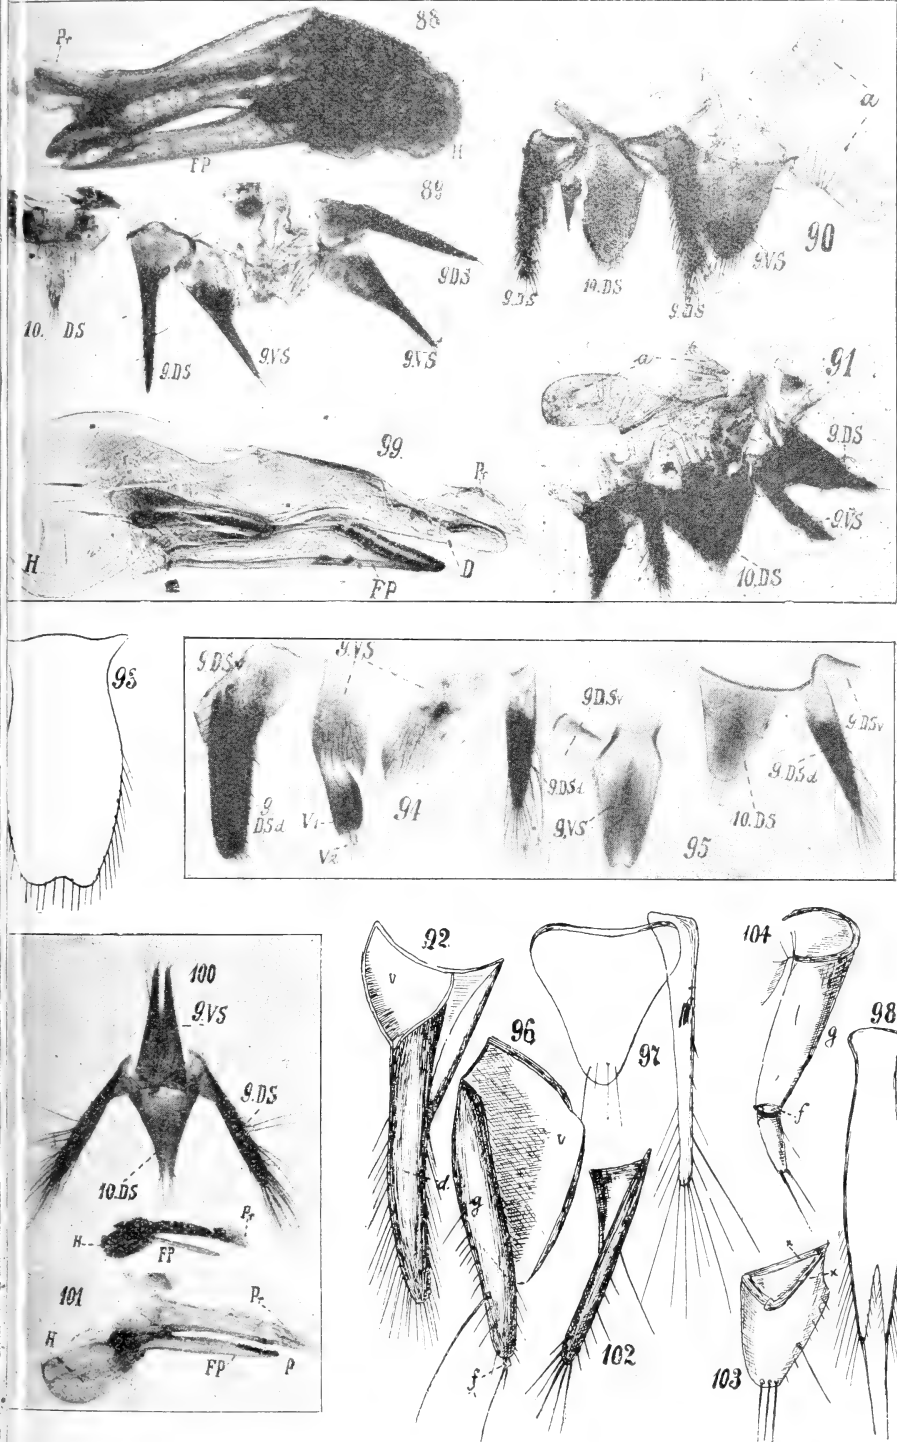 88
Pr
H
FP
89
9.DS
10. DS
9.DS
9.VS
9.VS
a
90
9.DS
10.DS
9.DS
9.VS
99.
Pr
H
D
FP
a
k
91
9.DS
9.VS
10.DS
93
9.DSv
9.VS
9
DSd
V1
V2
94
9.DSv
9.DSd
9.VS
95
10.DS
9.DSd
9.DSv
100
9.VS
9.DS
10.DS
Pr
H
FP
101
Pr
H
FP
P
92
v
d
96
v
g
f
97
102
104
g
f
98
x
x
103